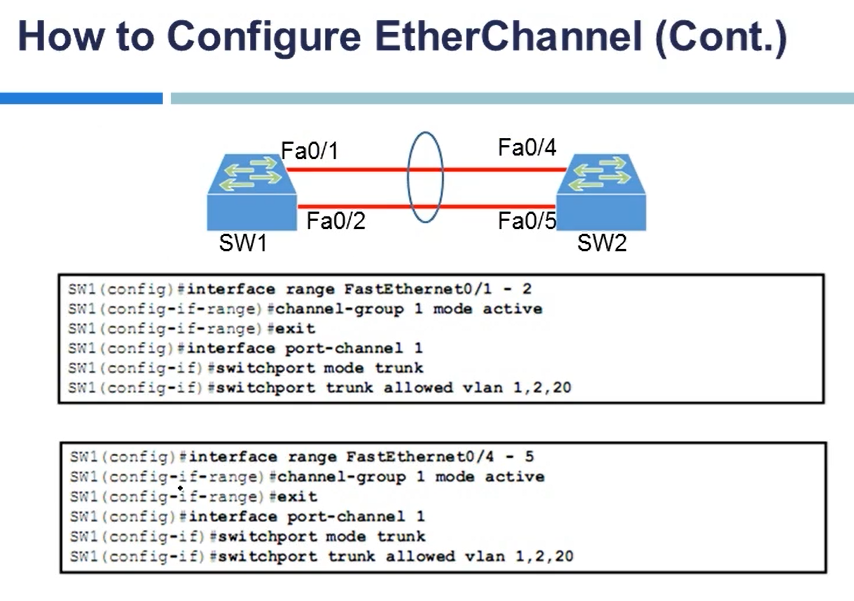 How to Configure EtherChannel (Cont.)
Fa0/1
Fa0/4
Fa0/2
Fa0/5
SW1
SW2
SW1(config)#interface range FastEthernet0/1 - 2
SW1(config-if-range)#channel-group 1 mode active
SW1(config-if-range)#exit
SW1(config)#interface port-channel 1
SW1(config-if)#switchport mode trunk
SW1(config-if)#switchport trunk allowed vlan 1,2,20
SW1(config)#interface range FastEthernet0/4 - 5
SW1(config-if-range)#channel-group 1 mode active
SW1(config-if-range)#exit
SW1(config)#interface port-channel 1
SW1(config-if)#switchport mode trunk
SW1(config-if)#switchport trunk allowed vlan 1,2,20